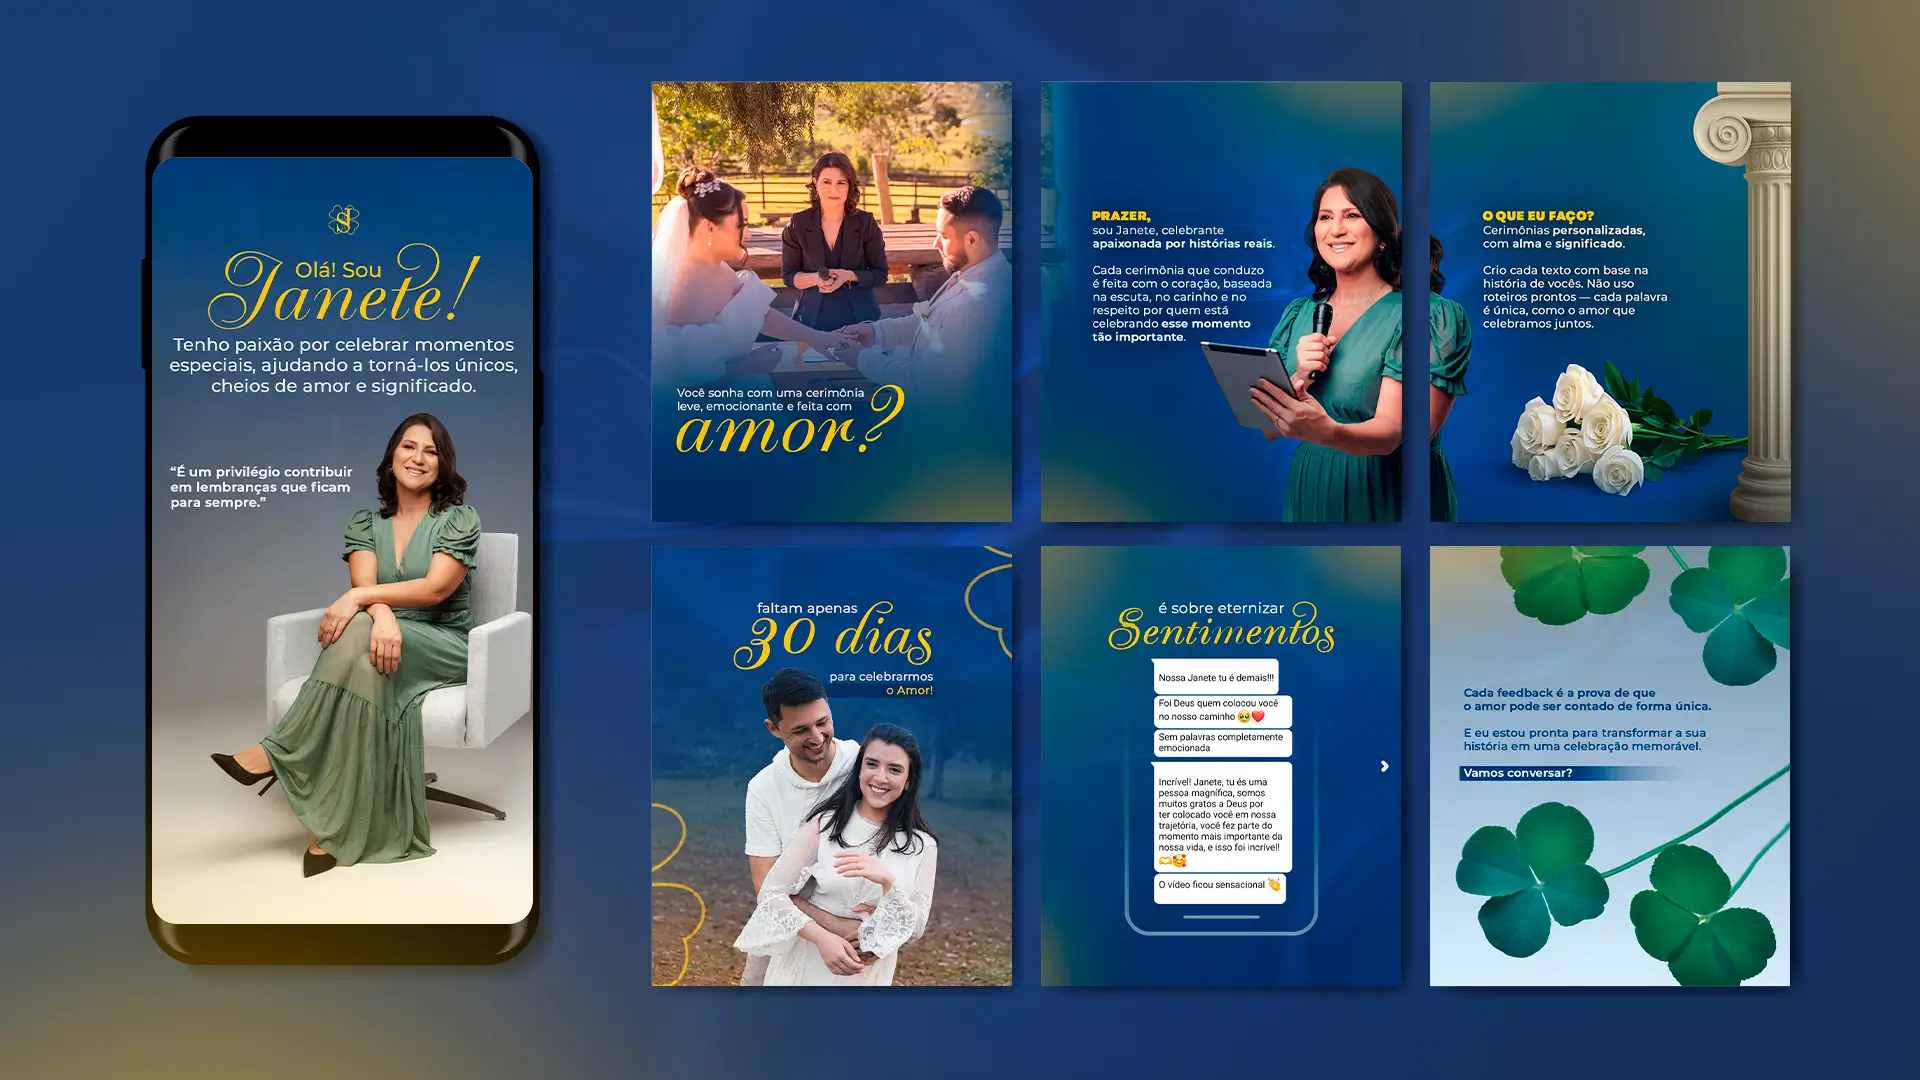 SJ
Olá! Sou
Janete!
Tenho paixão por celebrar momentos
especiais, ajudando a torná-los únicos,
cheios de amor e significado.
“É um privilégio contribuir
em lembranças que ficam
para sempre.”
Você sonha com uma cerimônia
leve, emocionante e feita com
amor?
PRAZER,
sou Janete, celebrante
apaixonada por histórias reais.
Cada cerimônia que conduzo
é feita com o coração, baseada
na escuta, no carinho e no
respeito por quem está
celebrando esse momento
tão importante.
O QUE EU FAÇO?
Cerimônias personalizadas,
com alma e significado.
Crio cada texto com base na
história de vocês. Não uso
roteiros prontos — cada palavra
é única, como o amor que
celebramos juntos.
faltam apenas
30 dias
para celebrarmos
o Amor!
é sobre eternizar
Sentimentos
Nossa Janete tu é demais!!!
Foi Deus quem colocou você
no nosso caminho 🥹❤️
Sem palavras completamente
emocionada
Incrível! Janete, tu és uma
pessoa magnífica, somos
muitos gratos a Deus por
ter colocado você em nossa
trajetória, você fez parte do
momento mais importante da
nossa vida, e isso foi incrível!
🫶🥰
O vídeo ficou sensacional 👏
Cada feedback é a prova de que
o amor pode ser contado de forma única.
E eu estou pronta para transformar a sua
história em uma celebração memorável.
Vamos conversar?